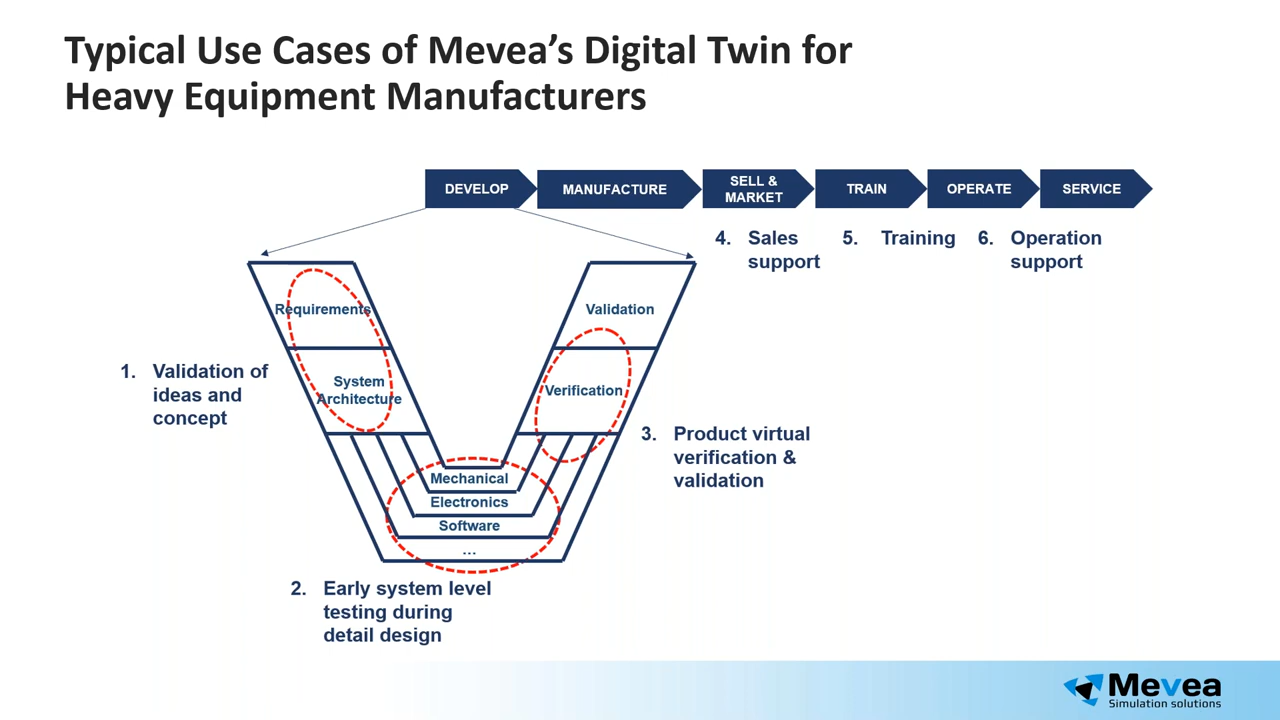 Typical Use Cases of Mevea’s Digital Twin for
Heavy Equipment Manufacturers
DEVELOP
MANUFACTURE
SELL &
MARKET
TRAIN
OPERATE
SERVICE
4. Sales
support
5. Training
6. Operation
support
Requirements
System
Architecture
Validation
Verification
1. Validation of
ideas and
concept
3. Product virtual
verification &
validation
Mechanical
Electronics
Software
...
2. Early system level
testing during
detail design
Mevea
Simulation solutions